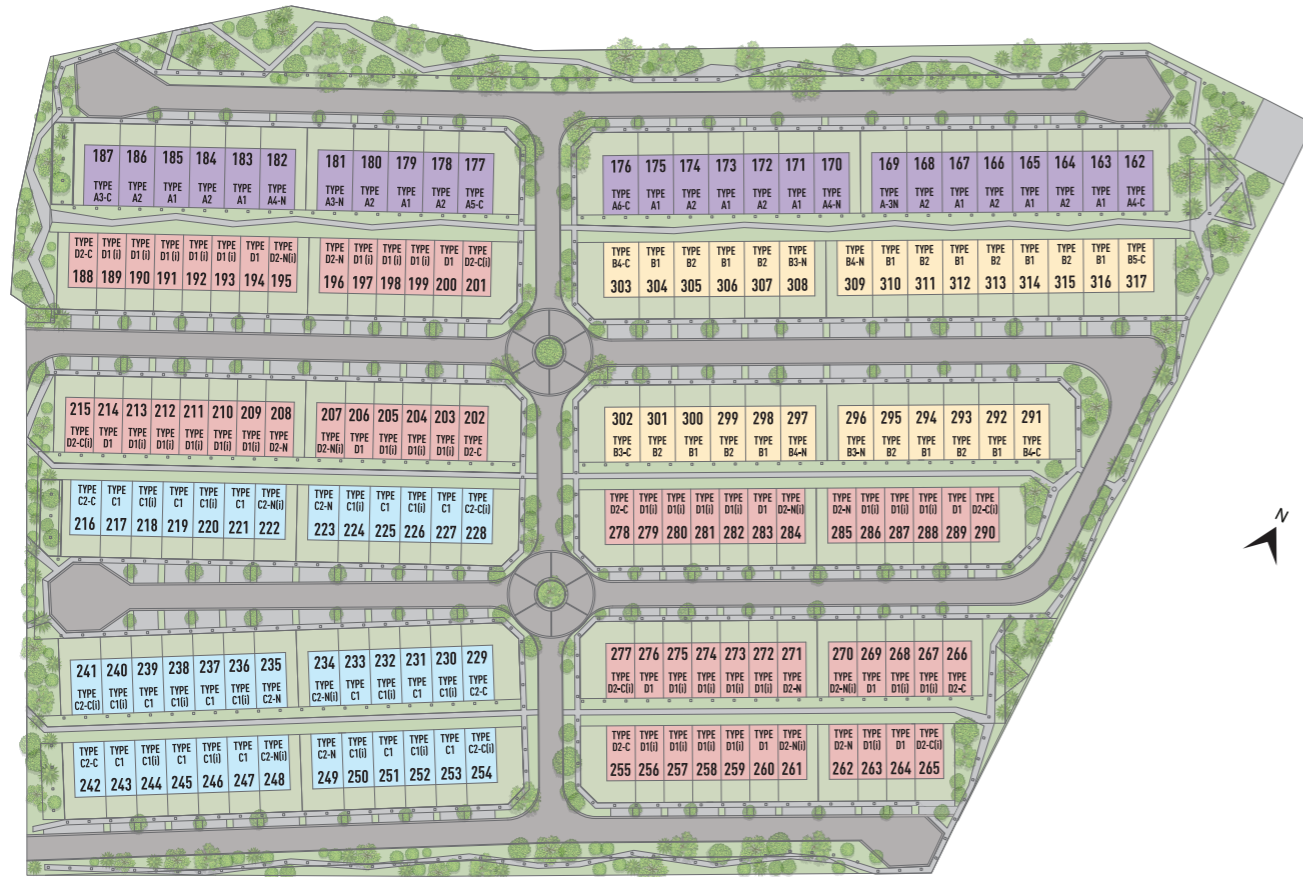 187 186 185 184 183 182 181 180 179 178 177 176 175 174 173 172 171 170 169 168 167 166 165 164 163 162
TYPE TYPE TYPE TYPE TYPE TYPE TYPE TYPE TYPE TYPE TYPE TYPE TYPE TYPE TYPE TYPE TYPE TYPE TYPE TYPE TYPE TYPE TYPE TYPE TYPE TYPE
A3-C A2 A1 A2 A1 A4-N A3-N A2 A1 A2 A5-C A6-C A1 A2 A1 A2 A1 A4-N A-3N A2 A1 A2 A1 A2 A1 A4-C
TYPE TYPE TYPE TYPE TYPE TYPE TYPE TYPE TYPE TYPE TYPE TYPE TYPE TYPE TYPE TYPE TYPE TYPE TYPE TYPE TYPE TYPE TYPE TYPE TYPE TYPE TYPE TYPE TYPE
D2-C D1 (i) D1 (i) D1 (i) D1 (i) D1 (i) D1 D2-N(i) D2-N D1 (i) D1 (i) D1 (i) D1 D2-C(i) B4-C B1 B2 B1 B2 B3-N B4-N B1 B2 B1 B2 B1 B2 B1 B5-C
188 189 190 191 192 193 194 195 196 197 198 199 200 201 303 304 305 306 307 308 309 310 311 312 313 314 315 316 317
215 214 213 212 211 210 209 208 207 206 205 204 203 202 302 301 300 299 298 297 296 295 294 293 292 291
TYPE TYPE TYPE TYPE TYPE TYPE TYPE TYPE TYPE TYPE TYPE TYPE TYPE TYPE TYPE TYPE TYPE TYPE TYPE TYPE TYPE TYPE TYPE TYPE TYPE TYPE
D2-C(i) D1 D1(i) D1(i) D1(i) D1(i) D1(i) D2-N D2-N(i) D1 D1(i) D1(i) D1(i) D2-C B3-C B2 B1 B2 B1 B4-N B3-N B2 B1 B2 B1 B4-C
TYPE TYPE TYPE TYPE TYPE TYPE TYPE TYPE TYPE TYPE TYPE TYPE TYPE TYPE TYPE TYPE TYPE TYPE TYPE TYPE TYPE TYPE TYPE TYPE TYPE TYPE
C2-C C1 C1(i) C1 C1(i) C1 C2-N(i) C2-N C1(i) C1 C1(i) C1 C2-C(i) D2-C D1(i) D1(i) D1(i) D1(i) D1 D2-N(i) D2-N D1(i) D1(i) D1(i) D1 D2-C(i)
216 217 218 219 220 221 222 223 224 225 226 227 228 278 279 280 281 282 283 284 285 286 287 288 289 290
N
241 240 239 238 237 236 235 234 233 232 231 230 229 277 276 275 274 273 272 271 270 269 268 267 266
TYPE TYPE TYPE TYPE TYPE TYPE TYPE TYPE TYPE TYPE TYPE TYPE TYPE TYPE TYPE TYPE TYPE TYPE TYPE TYPE TYPE TYPE TYPE TYPE TYPE
C2-C(i) C1(i) C1 C1(i) C1 C1(i) C2-N C2-N(i) C1 C1(i) C1 C1(i) C2-C D2-C(i) D1 D1(i) D1(i) D1(i) D1(i) D2-N D2-N(i) D1 D1(i) D1(i) D2-C
TYPE TYPE TYPE TYPE TYPE TYPE TYPE TYPE TYPE TYPE TYPE TYPE TYPE TYPE TYPE TYPE TYPE TYPE TYPE TYPE TYPE TYPE TYPE TYPE
C2-C C1 C1(i) C1 C1(i) C1 C2-N(i) C2-N C1(i) C1 C1(i) C1 C2-C(i) D2-C D1(i) D1(i) D1(i) D1(i) D1 D2-N(i) D2-N D1(i) D1 D2-C(i)
242 243 244 245 246 247 248 249 250 251 252 253 254 255 256 257 258 259 260 261 262 263 264 265